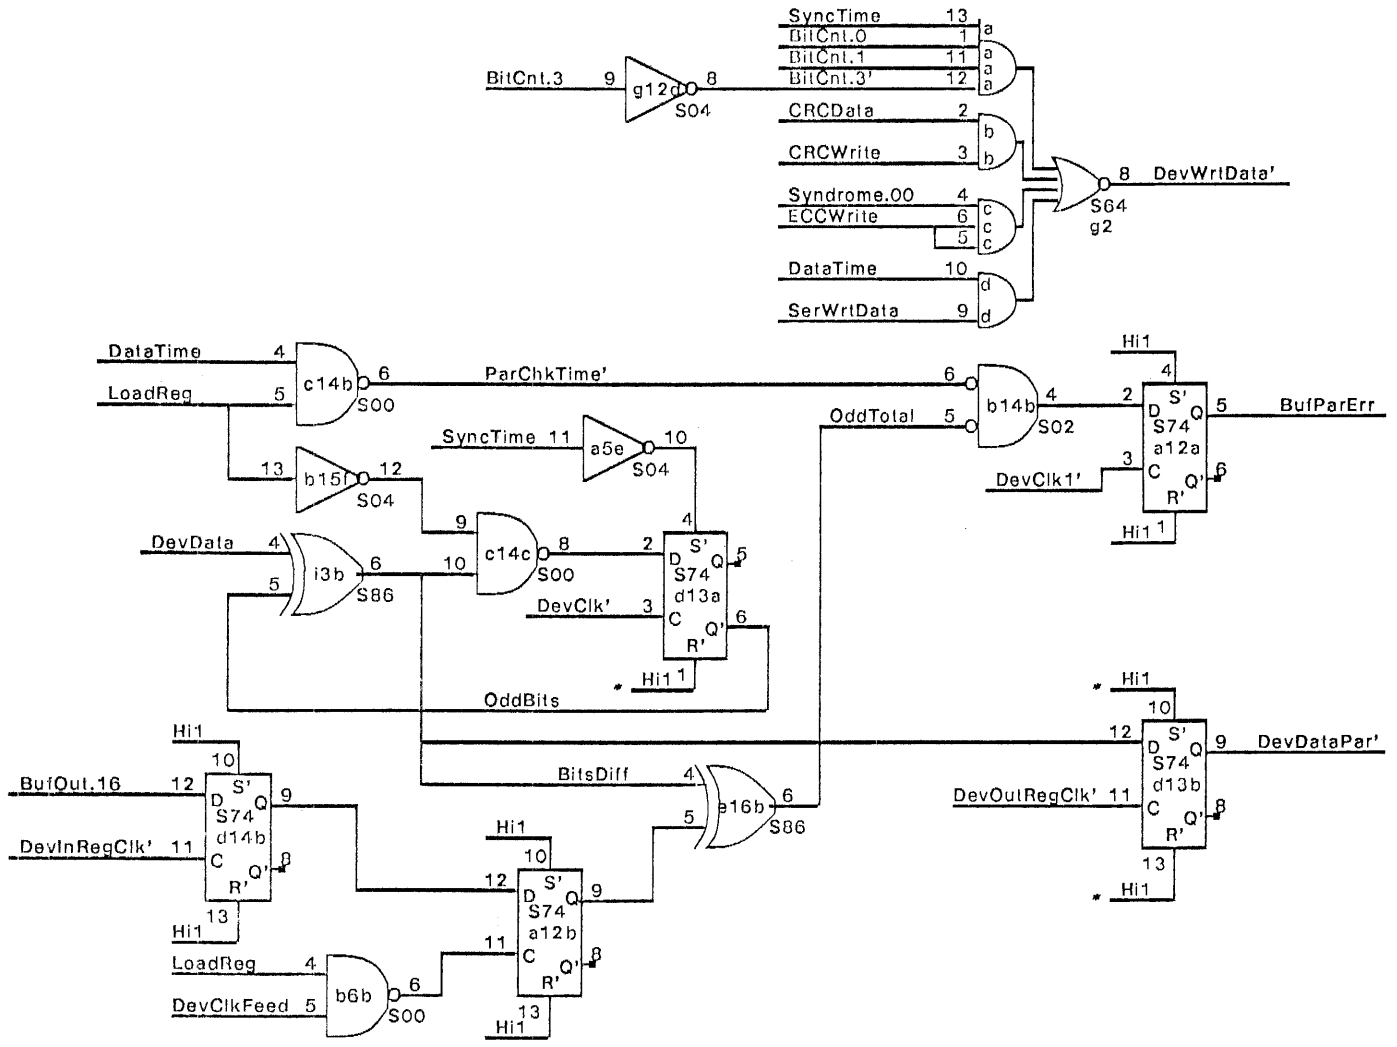 SyncTime 13
a
BitCnt.0 1
a
BitCnt.1 11
a
BitCnt.3' 12
a
BitCnt.3 9
g12d
8
S04
CRCData 2
b
CRCWrite 3
b
Syndrome.00 4
c
ECCWrite 6
c
5
c
8
DevWrtData'
S64
g2
DataTime 10
d
SerWrtData 9
d
DataTime 4
c14b
6
S00
LoadReg 5
ParChkTime'
6
b14b
4
S02
OddTotal 5
Hi1
4
S'
2
D
Q
5
BufParErr
S74
a12a
3
C
Q'
6
DevClk1'
R'
Hi1 1
SyncTime 11
a5e
10
S04
13
b15f
12
S04
9
c14c
8
S00
10
DevData 4
i3b
6
S86
5
4
S'
2
D
Q
5
S74
d13a
DevClk' 3
C
Q'
6
R'
* Hi1 1
OddBits
* Hi1
10
S'
12
D
Q
9
DevDataPar'
S74
d13b
DevOutRegClk' 11
C
Q'
8
R'
13
* Hi1
Hi1
10
S'
BufOut.16 12
D
Q
9
S74
d14b
DevInRegClk' 11
C
Q'
8
R'
13
Hi1
BitsDiff 4
e16b
6
S86
5
Hi1
10
S'
12
D
Q
9
S74
a12b
11
C
Q'
8
R'
13
Hi1
LoadReg 4
b6b
6
S00
DevClkFeed 5